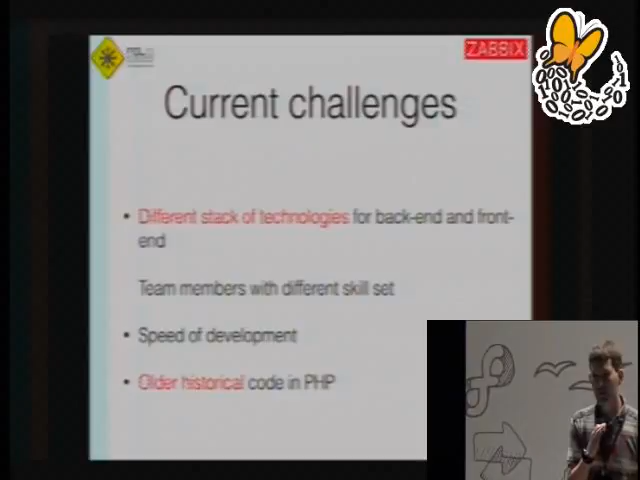 ZABBIX
Current challenges
• Different stack of technologies for back-end and front-
end
Team members with different skill set
• Speed of development
• Older historical code in PHP